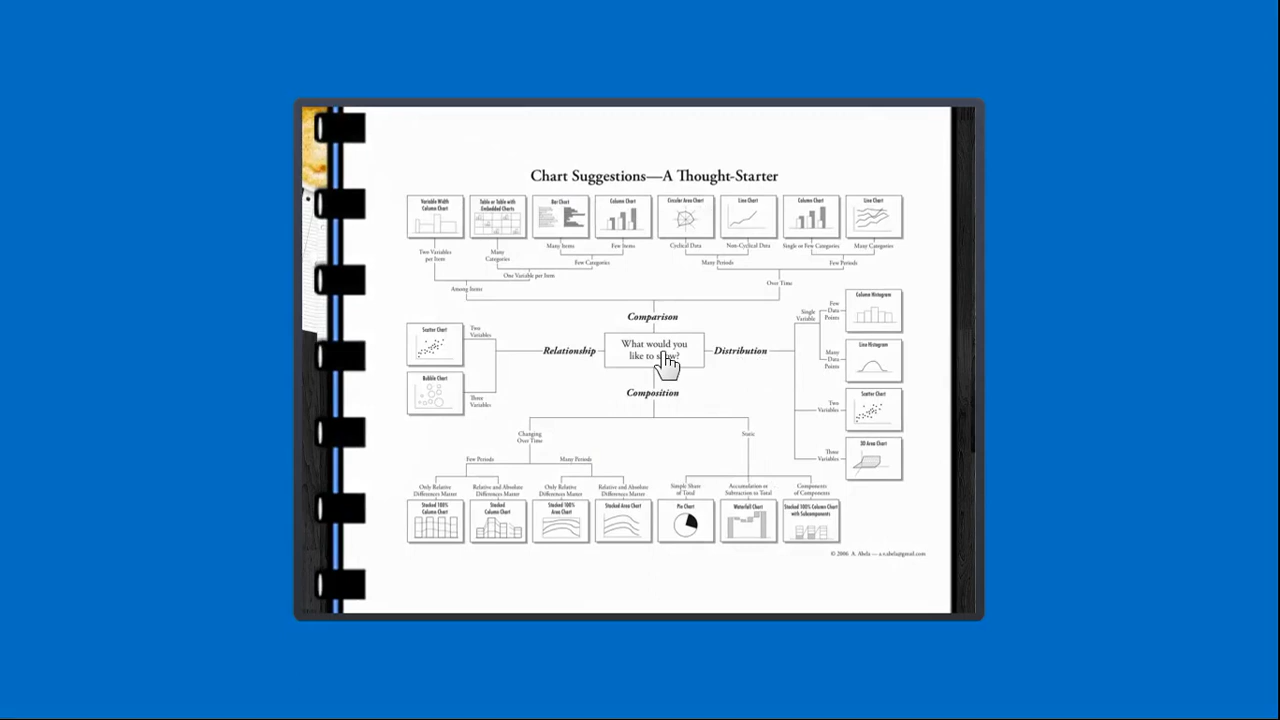 Chart Suggestions—A Thought-Starter
Variable Width
Column Chart
Table or Table with
Embedded Charts
Bar Chart
Column Chart
Circular Area Chart
Line Chart
Column Chart
Line Chart
Two Variables
per Item
Many
Categories
Many Items
Few Items
Cyclical Data
Non-Cyclical Data
Single or Few Categories
Many Categories
Few Categories
Many Periods
Few Periods
One Variable per Item
Among Items
Over Time
Comparison
What would you
like to show?
Relationship
Distribution
Composition
Scatter Chart
Two
Variables
Bubble Chart
Three
Variables
Single
Variable
Few
Data
Points
Column Histogram
Many
Data
Points
Line Histogram
Two
Variables
Scatter Chart
Three
Variables
3D Area Chart
Changing
Over Time
Static
Few Periods
Many Periods
Only Relative
Differences Matter
Relative and Absolute
Differences Matter
Only Relative
Differences Matter
Relative and Absolute
Differences Matter
Simple Share
of Total
Accumulation or
Subtraction to Total
Components
of Components
Stacked 100%
Column Chart
Stacked
Column Chart
Stacked 100%
Area Chart
Stacked Area Chart
Pie Chart
Waterfall Chart
Stacked 100% Column Chart
with Subcomponents
© 2006 A. Abela — a.v.abela@gmail.com